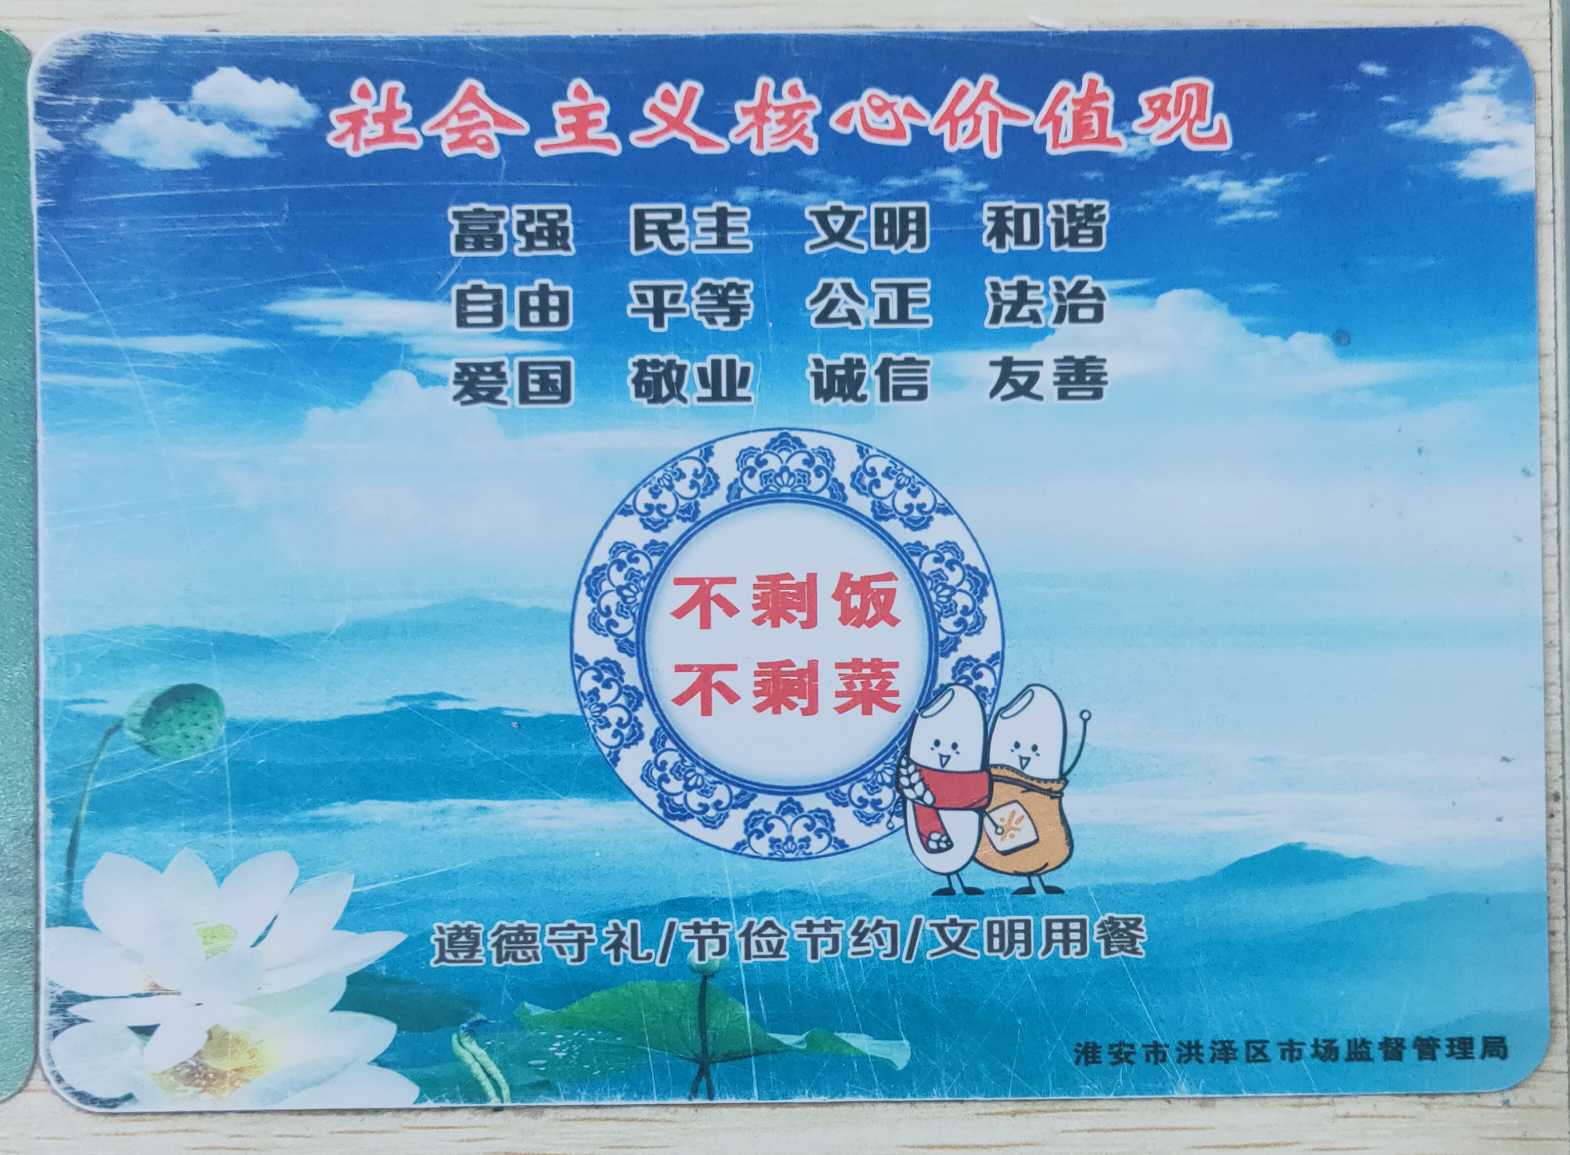 社会主义核心价值观
富强 民主 文明 和谐
自由 平等 公正 法治
爱国 敬业 诚信 友善
不剩饭
不剩菜
遵德守礼/节俭节约/文明用餐
淮安市洪泽区市场监督管理局